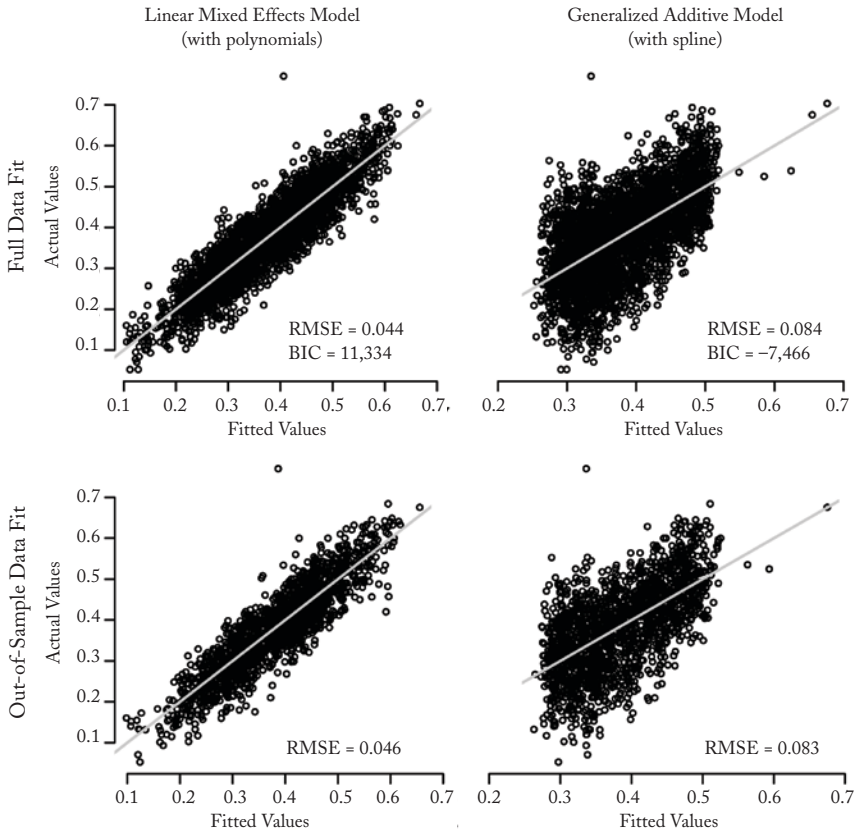 Linear Mixed Effects Model
(with polynomials)
Generalized Additive Model
(with spline)
Full Data Fit
Actual Values
0.7
0.6
0.5
0.4
0.3
0.2
0.1
RMSE = 0.044
BIC = 11,334
0.1 0.2 0.3 0.4 0.5 0.6 0.7
Fitted Values
RMSE = 0.084
BIC = −7,466
0.2 0.3 0.4 0.5 0.6 0.7
Fitted Values
Out-of-Sample Data Fit
Actual Values
0.7
0.6
0.5
0.4
0.3
0.2
0.1
RMSE = 0.046
0.1 0.2 0.3 0.4 0.5 0.6 0.7
Fitted Values
RMSE = 0.083
0.2 0.3 0.4 0.5 0.6 0.7
Fitted Values